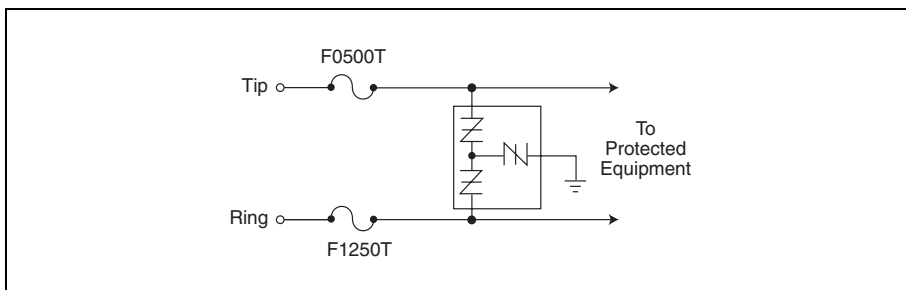 F0500T
Tip
To
Protected
Equipment
Ring
F1250T